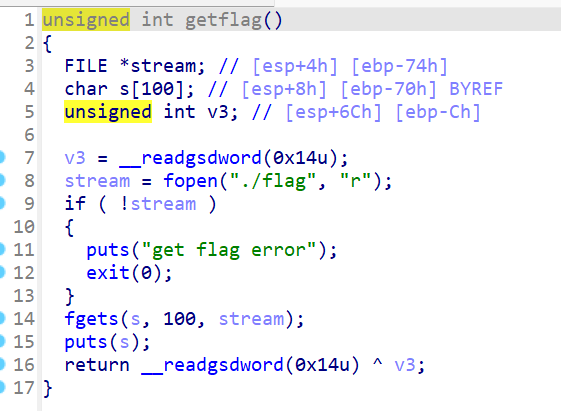 1 unsigned int getflag()
2 {
3   FILE *stream; // [esp+4h] [ebp-74h]
4   char s[100]; // [esp+8h] [ebp-70h] BYREF
5   unsigned int v3; // [esp+6Ch] [ebp-Ch]
6
7   v3 = __readgsdword(0x14u);
8   stream = fopen("./flag", "r");
9   if ( !stream )
10   {
11     puts("get flag error");
12     exit(0);
13   }
14   fgets(s, 100, stream);
15   puts(s);
16   return __readgsdword(0x14u) ^ v3;
17 }